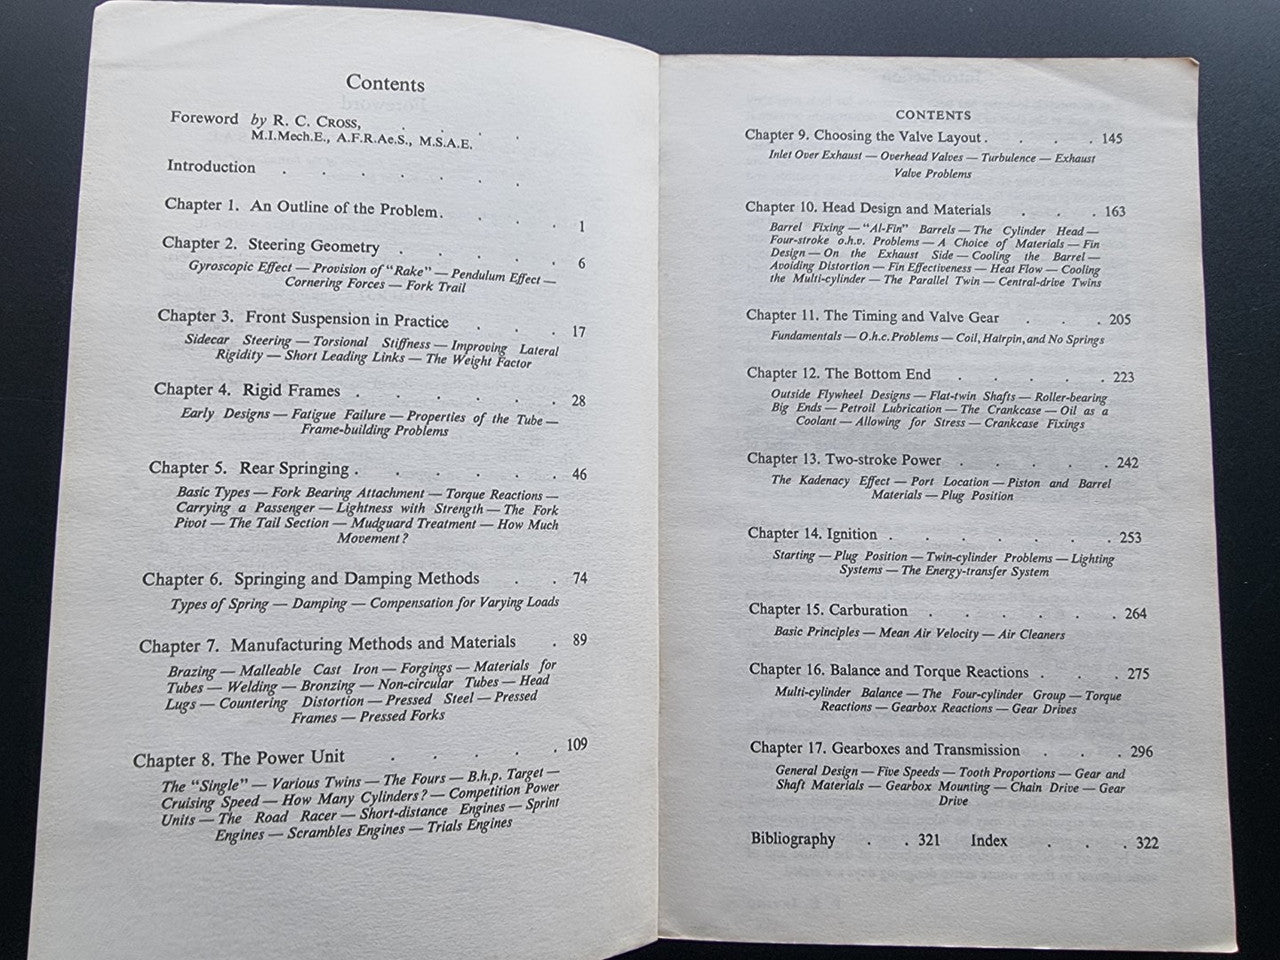 Contents
Foreword by R. C. CROSS,
M.I.Mech.E., A.F.R.Ae.S., M.S.A.E.
Introduction
Chapter 1. An Outline of the Problem. 1
Chapter 2. Steering Geometry 6
Gyroscopic Effect — Provision of "Rake" — Pendulum Effect —
Cornering Forces — Fork Trail
Chapter 3. Front Suspension in Practice 17
Sidecar Steering — Torsional Stiffness — Improving Lateral
Rigidity — Short Leading Links — The Weight Factor
Chapter 4. Rigid Frames 28
Early Designs — Fatigue Failure — Properties of the Tube —
Frame-building Problems
Chapter 5. Rear Springing 46
Basic Types — Fork Bearing Attachment — Torque Reactions —
Carrying a Passenger — Lightness with Strength — The Fork
Pivot — The Tail Section — Mudguard Treatment — How Much
Movement?
Chapter 6. Springing and Damping Methods 74
Types of Spring — Damping — Compensation for Varying Loads
Chapter 7. Manufacturing Methods and Materials 89
Brazing — Malleable Cast Iron — Forgings — Materials for
Tubes — Welding — Bronzing — Non-circular Tubes — Head
Lugs — Countering Distortion — Pressed Steel — Pressed
Frames — Pressed Forks
Chapter 8. The Power Unit 109
The "Single" — Various Twins — The Fours — B.h.p. Target —
Cruising Speed — How Many Cylinders? — Competition Power
Units — The Road Racer — Short-distance Engines — Sprint
Engines — Scrambles Engines — Trials Engines
CONTENTS
Chapter 9. Choosing the Valve Layout. 145
Inlet Over Exhaust — Overhead Valves — Turbulence — Exhaust
Valve Problems
Chapter 10. Head Design and Materials 163
Barrel Fixing — "Al-Fin" Barrels — The Cylinder Head —
Four-stroke o.h.v. Problems — A Choice of Materials — Fin
Design — On the Exhaust Side — Cooling the Barrel —
Avoiding Distortion — Fin Effectiveness — Heat Flow — Cooling
the Multi-cylinder — The Parallel Twin — Central-drive Twins
Chapter 11. The Timing and Valve Gear 205
Fundamentals — O.h.c. Problems — Coil, Hairpin, and No Springs
Chapter 12. The Bottom End 223
Outside Flywheel Designs — Flat-twin Shafts — Roller-bearing
Big Ends — Petroil Lubrication — The Crankcase — Oil as a
Coolant — Allowing for Stress — Crankcase Fixings
Chapter 13. Two-stroke Power 242
The Kadenacy Effect — Port Location — Piston and Barrel
Materials — Plug Position
Chapter 14. Ignition 253
Starting — Plug Position — Twin-cylinder Problems — Lighting
Systems — The Energy-transfer System
Chapter 15. Carburation 264
Basic Principles — Mean Air Velocity — Air Cleaners
Chapter 16. Balance and Torque Reactions 275
Multi-cylinder Balance — The Four-cylinder Group — Torque
Reactions — Gearbox Reactions — Gear Drives
Chapter 17. Gearboxes and Transmission 296
General Design — Five Speeds — Tooth Proportions — Gear and
Shaft Materials — Gearbox Mounting — Chain Drive — Gear
Drive
Bibliography 321 Index 322